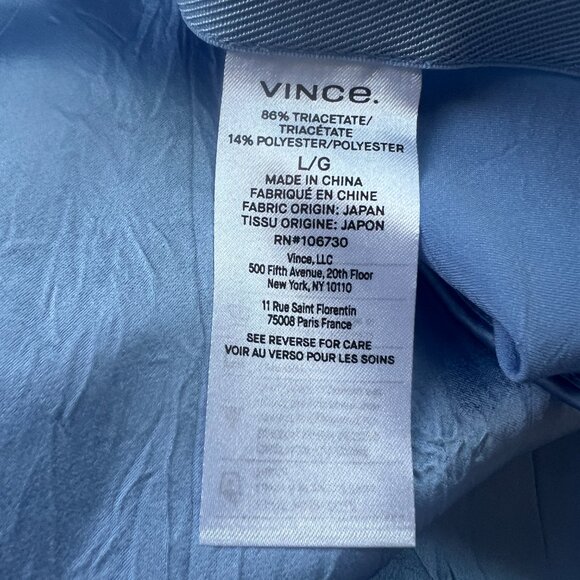 VINCe.
86% TRIACETATE/
TRIACÉTATE
14% POLYESTER/POLYESTER
L/G
MADE IN CHINA
FABRIQUÉ EN CHINE
FABRIC ORIGIN: JAPAN
TISSU ORIGINE: JAPON
RN#106730
Vince, LLC
500 Fifth Avenue, 20th Floor
New York, NY 10110
11 Rue Saint Florentin
75008 Paris France
SEE REVERSE FOR CARE
VOIR AU VERSO POUR LES SOINS